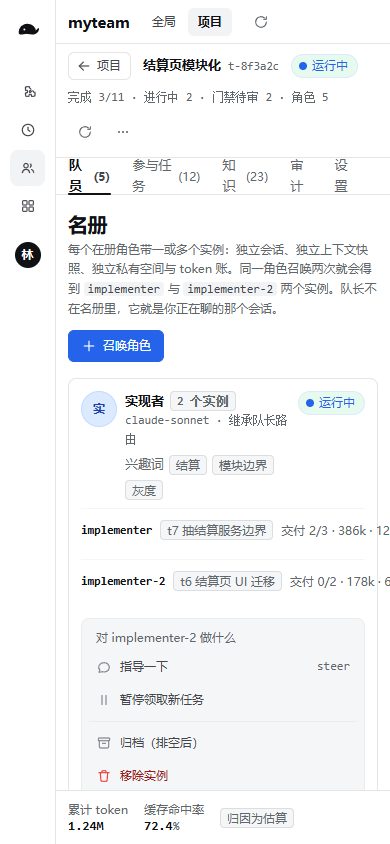 myteam 全局 项目
项目 结算页模块化 t-8f3a2c 运行中
完成 3/11 · 进行中 2 · 门禁待审 2 · 角色 5
队员 (5) 参与任务 (12) 知识 (23) 审计 设置
林
名册
每个在册角色带一或多个实例：独立会话、独立上下文快
照、独立私有空间与 token 账。同一角色召唤两次就会得
到 implementer 与 implementer-2 两个实例。队长不
在名册里，它就是你正在聊的那个会话。
召唤角色
实 实现者 2 个实例 运行中
claude-sonnet · 继承队长路
由
兴趣词 结算 模块边界
灰度
implementer t7 抽结算服务边界 交付 2/3 · 386k · 12
implementer-2 t6 结算页 UI 迁移 交付 0/2 · 178k · 6
对 implementer-2 做什么
指导一下 steer
暂停领取新任务
归档（排空后）
移除实例
累计 token 缓存命中率 归因为估算
1.24M 72.4%